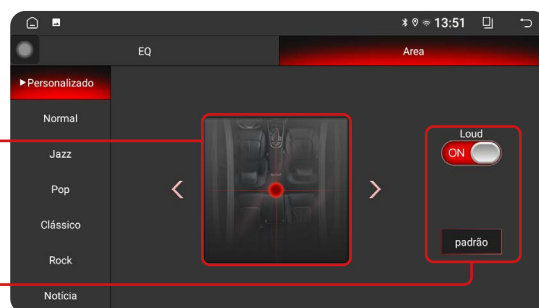 13:51
EQ
Area
Personalizado
Normal
Jazz
Pop
Clássico
Rock
Notícia
Loud
ON
padrão